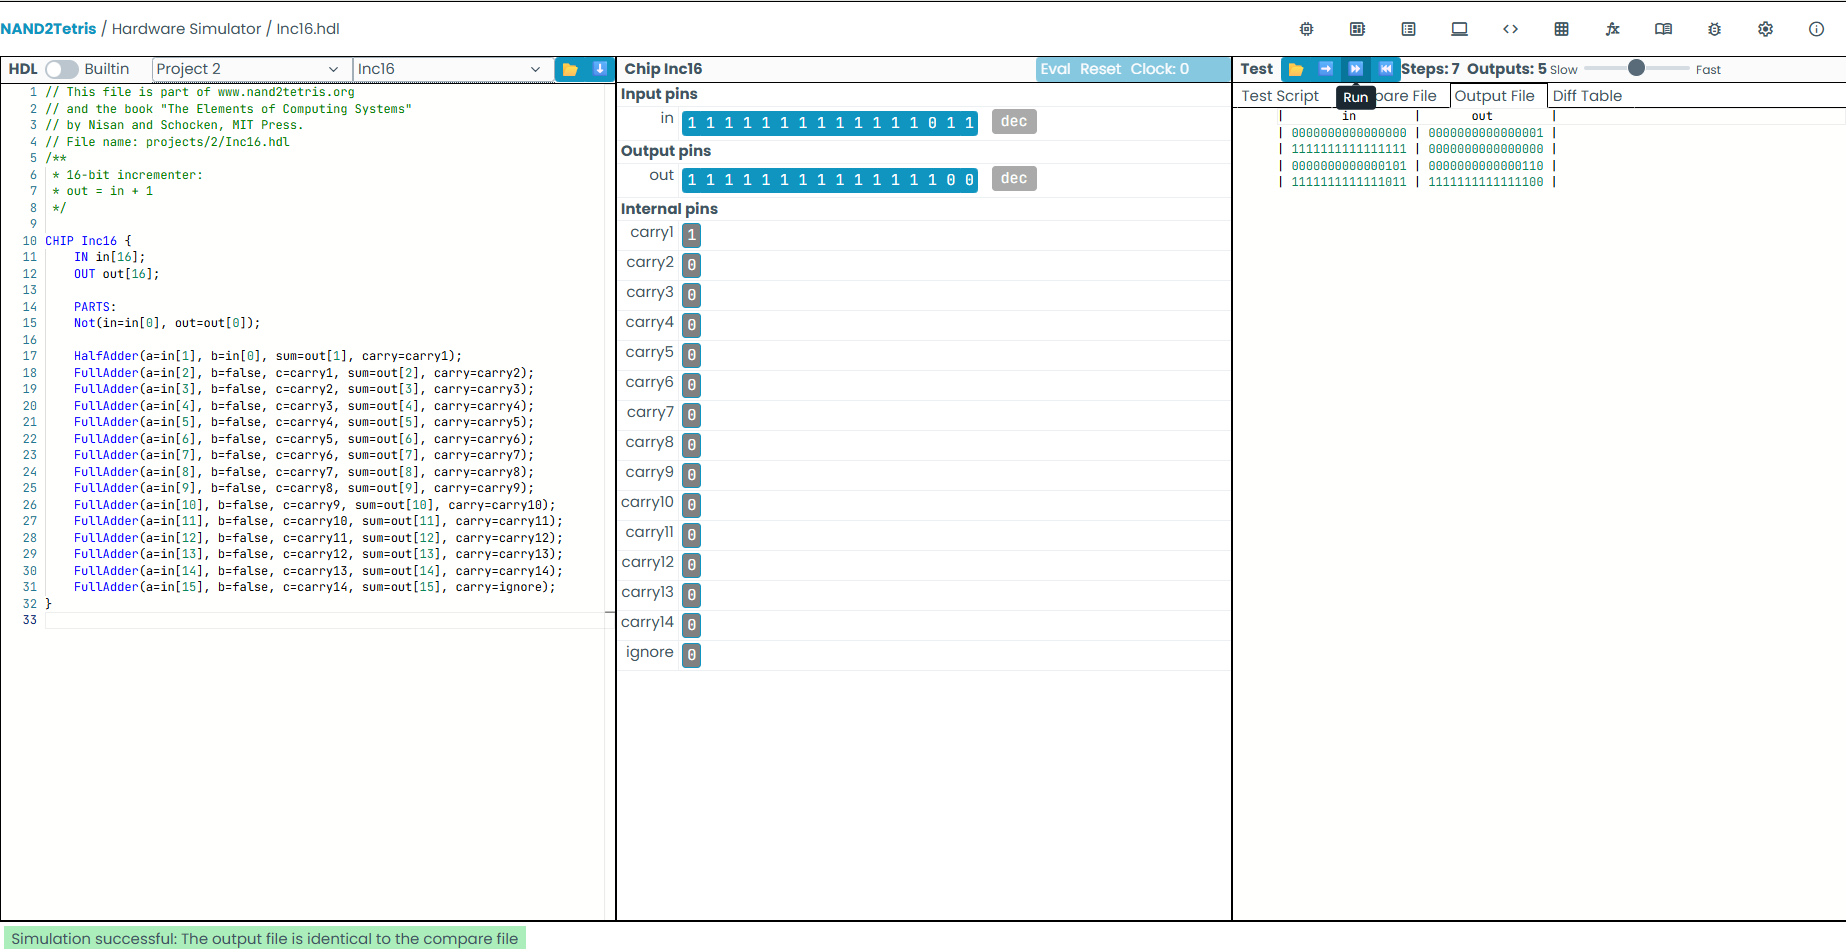 NAND2Tetris / Hardware Simulator / Inc16.hdl
HDL Builtin Project 2 Inc16
1 // This file is part of www.nand2tetris.org
2 // and the book "The Elements of Computing Systems"
3 // by Nisan and Schocken, MIT Press.
4 // File name: projects/2/Inc16.hdl
5 /**
6 * 16-bit incrementer:
7 * out = in + 1
8 */
9
10 CHIP Inc16 {
11 IN in[16];
12 OUT out[16];
13
14 PARTS:
15 Not(in=in[0], out=out[0]);
16
17 HalfAdder(a=in[1], b=in[0], sum=out[1], carry=carry1);
18 FullAdder(a=in[2], b=false, c=carry1, sum=out[2], carry=carry2);
19 FullAdder(a=in[3], b=false, c=carry2, sum=out[3], carry=carry3);
20 FullAdder(a=in[4], b=false, c=carry3, sum=out[4], carry=carry4);
21 FullAdder(a=in[5], b=false, c=carry4, sum=out[5], carry=carry5);
22 FullAdder(a=in[6], b=false, c=carry5, sum=out[6], carry=carry6);
23 FullAdder(a=in[7], b=false, c=carry6, sum=out[7], carry=carry7);
24 FullAdder(a=in[8], b=false, c=carry7, sum=out[8], carry=carry8);
25 FullAdder(a=in[9], b=false, c=carry8, sum=out[9], carry=carry9);
26 FullAdder(a=in[10], b=false, c=carry9, sum=out[10], carry=carry10);
27 FullAdder(a=in[11], b=false, c=carry10, sum=out[11], carry=carry11);
28 FullAdder(a=in[12], b=false, c=carry11, sum=out[12], carry=carry12);
29 FullAdder(a=in[13], b=false, c=carry12, sum=out[13], carry=carry13);
30 FullAdder(a=in[14], b=false, c=carry13, sum=out[14], carry=carry14);
31 FullAdder(a=in[15], b=false, c=carry14, sum=out[15], carry=ignore);
32 }
33
Chip Inc16 Eval Reset Clock: 0
Input pins
in 1 1 1 1 1 1 1 1 1 1 1 1 1 0 1 1 dec
Output pins
out 1 1 1 1 1 1 1 1 1 1 1 1 1 1 0 0 dec
Internal pins
carry1 1
carry2 0
carry3 0
carry4 0
carry5 0
carry6 0
carry7 0
carry8 0
carry9 0
carry10 0
carry11 0
carry12 0
carry13 0
carry14 0
ignore 0
Test Steps: 7 Outputs: 5 Slow Fast
Test Script Run pare File Output File Diff Table
| in | out |
| 0000000000000000 | 0000000000000001 |
| 1111111111111111 | 0000000000000000 |
| 0000000000000101 | 0000000000000110 |
| 1111111111111011 | 1111111111111100 |
Simulation successful: The output file is identical to the compare file